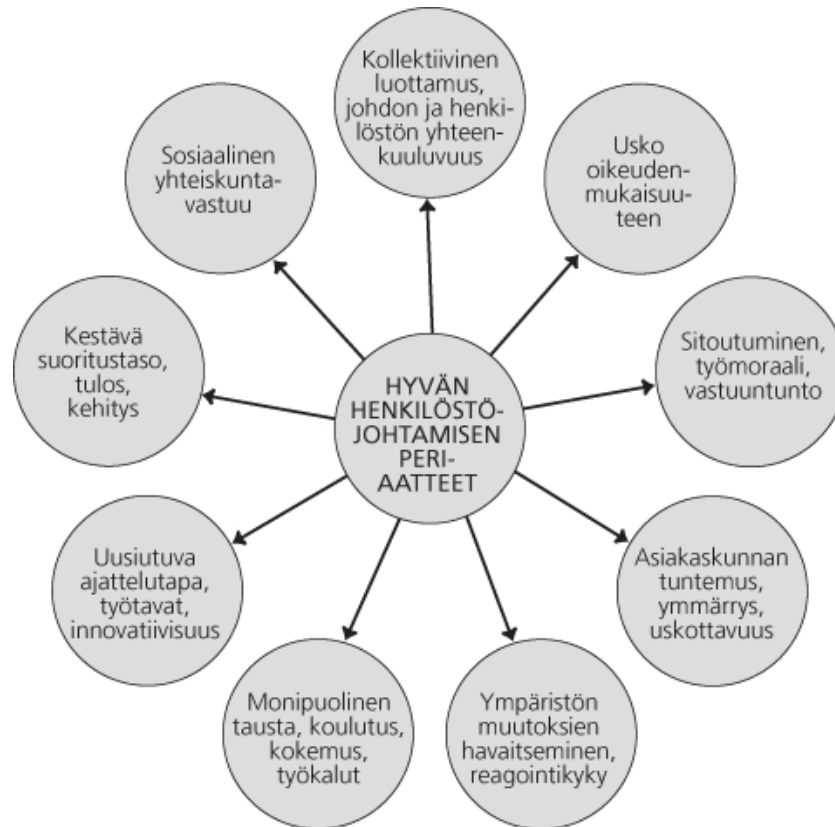 Kollektiivinen
luottamus,
johdon ja henki-
löstön yhteen-
kuuluvuus
Usko
oikeuden-
mukaisuu-
teen
Sitoutuminen,
työmoraali,
vastuuntunto
Asiakaskunnan
tuntemus,
ymmärrys,
uskottavuus
Ympäristön
muutoksien
havaitseminen,
reagointikyky
Monipuolinen
tausta, koulutus,
kokemus,
työkalut
Uusiutuva
ajattelutapa,
työtavat,
innovatiivisuus
Kestävä
suoritustaso,
tulos,
kehitys
Sosiaalinen
yhteiskunta-
vastuu
HYVÄN
HENKILÖSTÖ-
JOHTAMISEN
PERI-
AATTEET